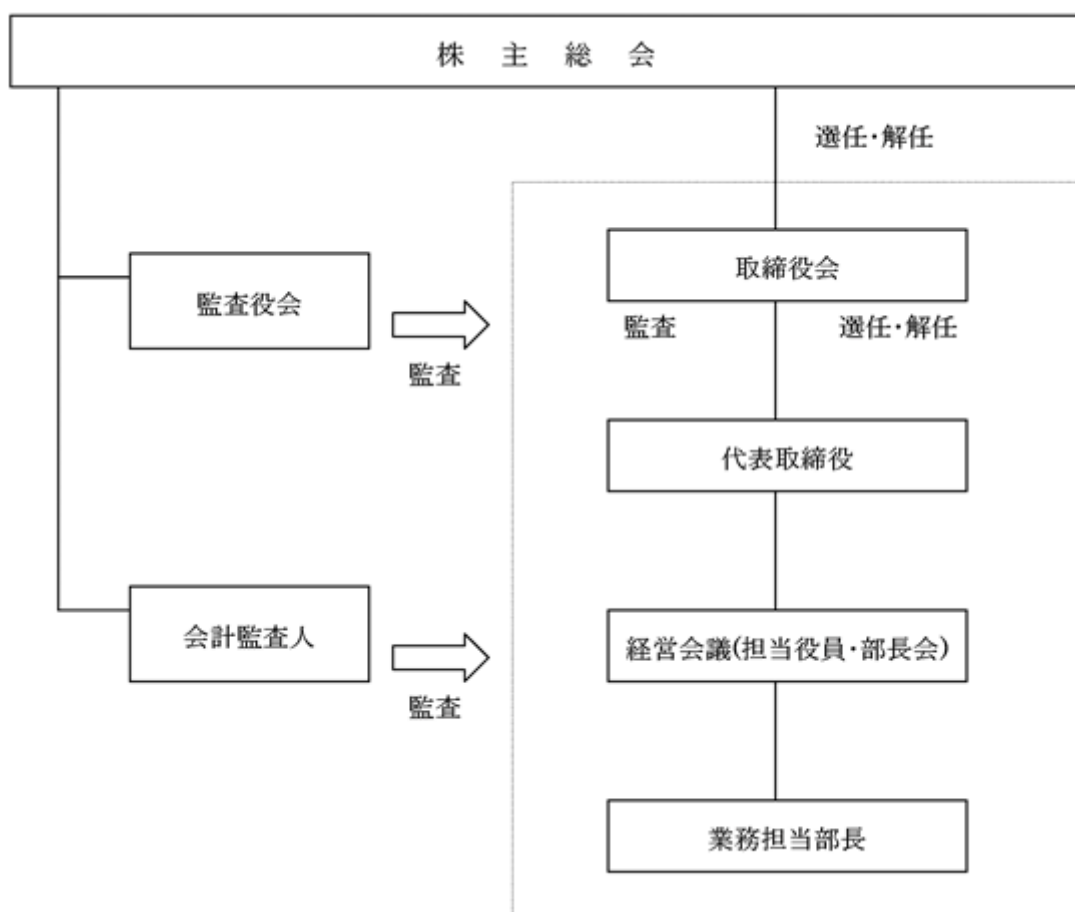 株 主 総 会
選任・解任
取締役会
監査役会
監査
選任・解任
監査
代表取締役
会計監査人
経営会議(担当役員・部長会)
監査
業務担当部長